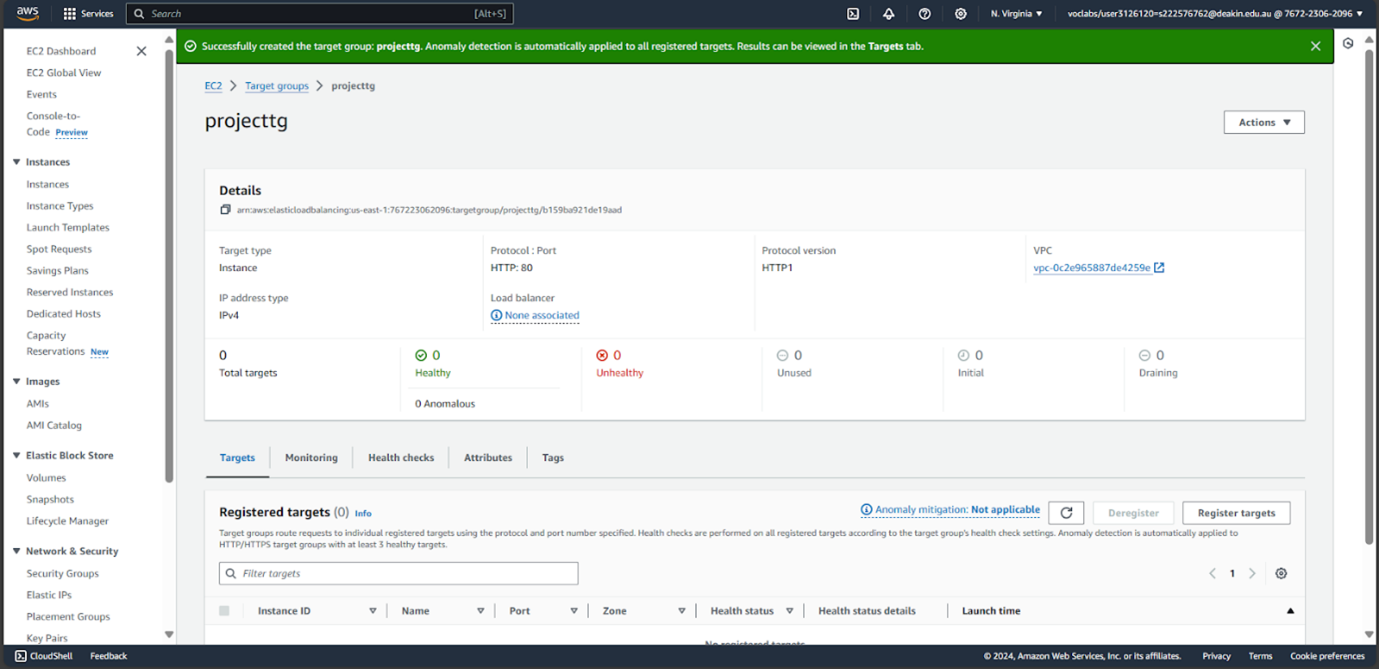 aws Services Search [Alt+S] N. Virginia ▼ voclabs/user3126120=s222576762@deakin.edu.au @ 7672-2306-2096 ▼
EC2 Dashboard
EC2 Global View
Events
Console-to-
Code Preview
Instances
Instances
Instance Types
Launch Templates
Spot Requests
Savings Plans
Reserved Instances
Dedicated Hosts
Capacity
Reservations New
Images
AMIs
AMI Catalog
Elastic Block Store
Volumes
Snapshots
Lifecycle Manager
Network & Security
Security Groups
Elastic IPs
Placement Groups
Key Pairs
Successfully created the target group: projecttg. Anomaly detection is automatically applied to all registered targets. Results can be viewed in the Targets tab.
EC2 > Target groups > projecttg
projecttg
Actions ▼
Details
arn:aws:elasticloadbalancing:us-east-1:767223062096:targetgroup/projecttg/b159ba921de19aad
Target type
Instance
Protocol : Port
HTTP: 80
Protocol version
HTTP1
VPC
vpc-0c2e965887de4259e
IP address type
IPv4
Load balancer
None associated
0
Total targets
0
Healthy
0 Anomalous
0
Unhealthy
0
Unused
0
Initial
0
Draining
Targets Monitoring Health checks Attributes Tags
Registered targets (0) Info
Anomaly mitigation: Not applicable
Deregister
Register targets
Target groups route requests to individual registered targets using the protocol and port number specified. Health checks are performed on all registered targets according to the target group's health check settings. Anomaly detection is automatically applied to
HTTP/HTTPS target groups with at least 3 healthy targets.
Filter targets
1
Instance ID Name Port Zone Health status Health status details Launch time
No registered targets
CloudShell Feedback © 2024, Amazon Web Services, Inc. or its affiliates. Privacy Terms Cookie preferences